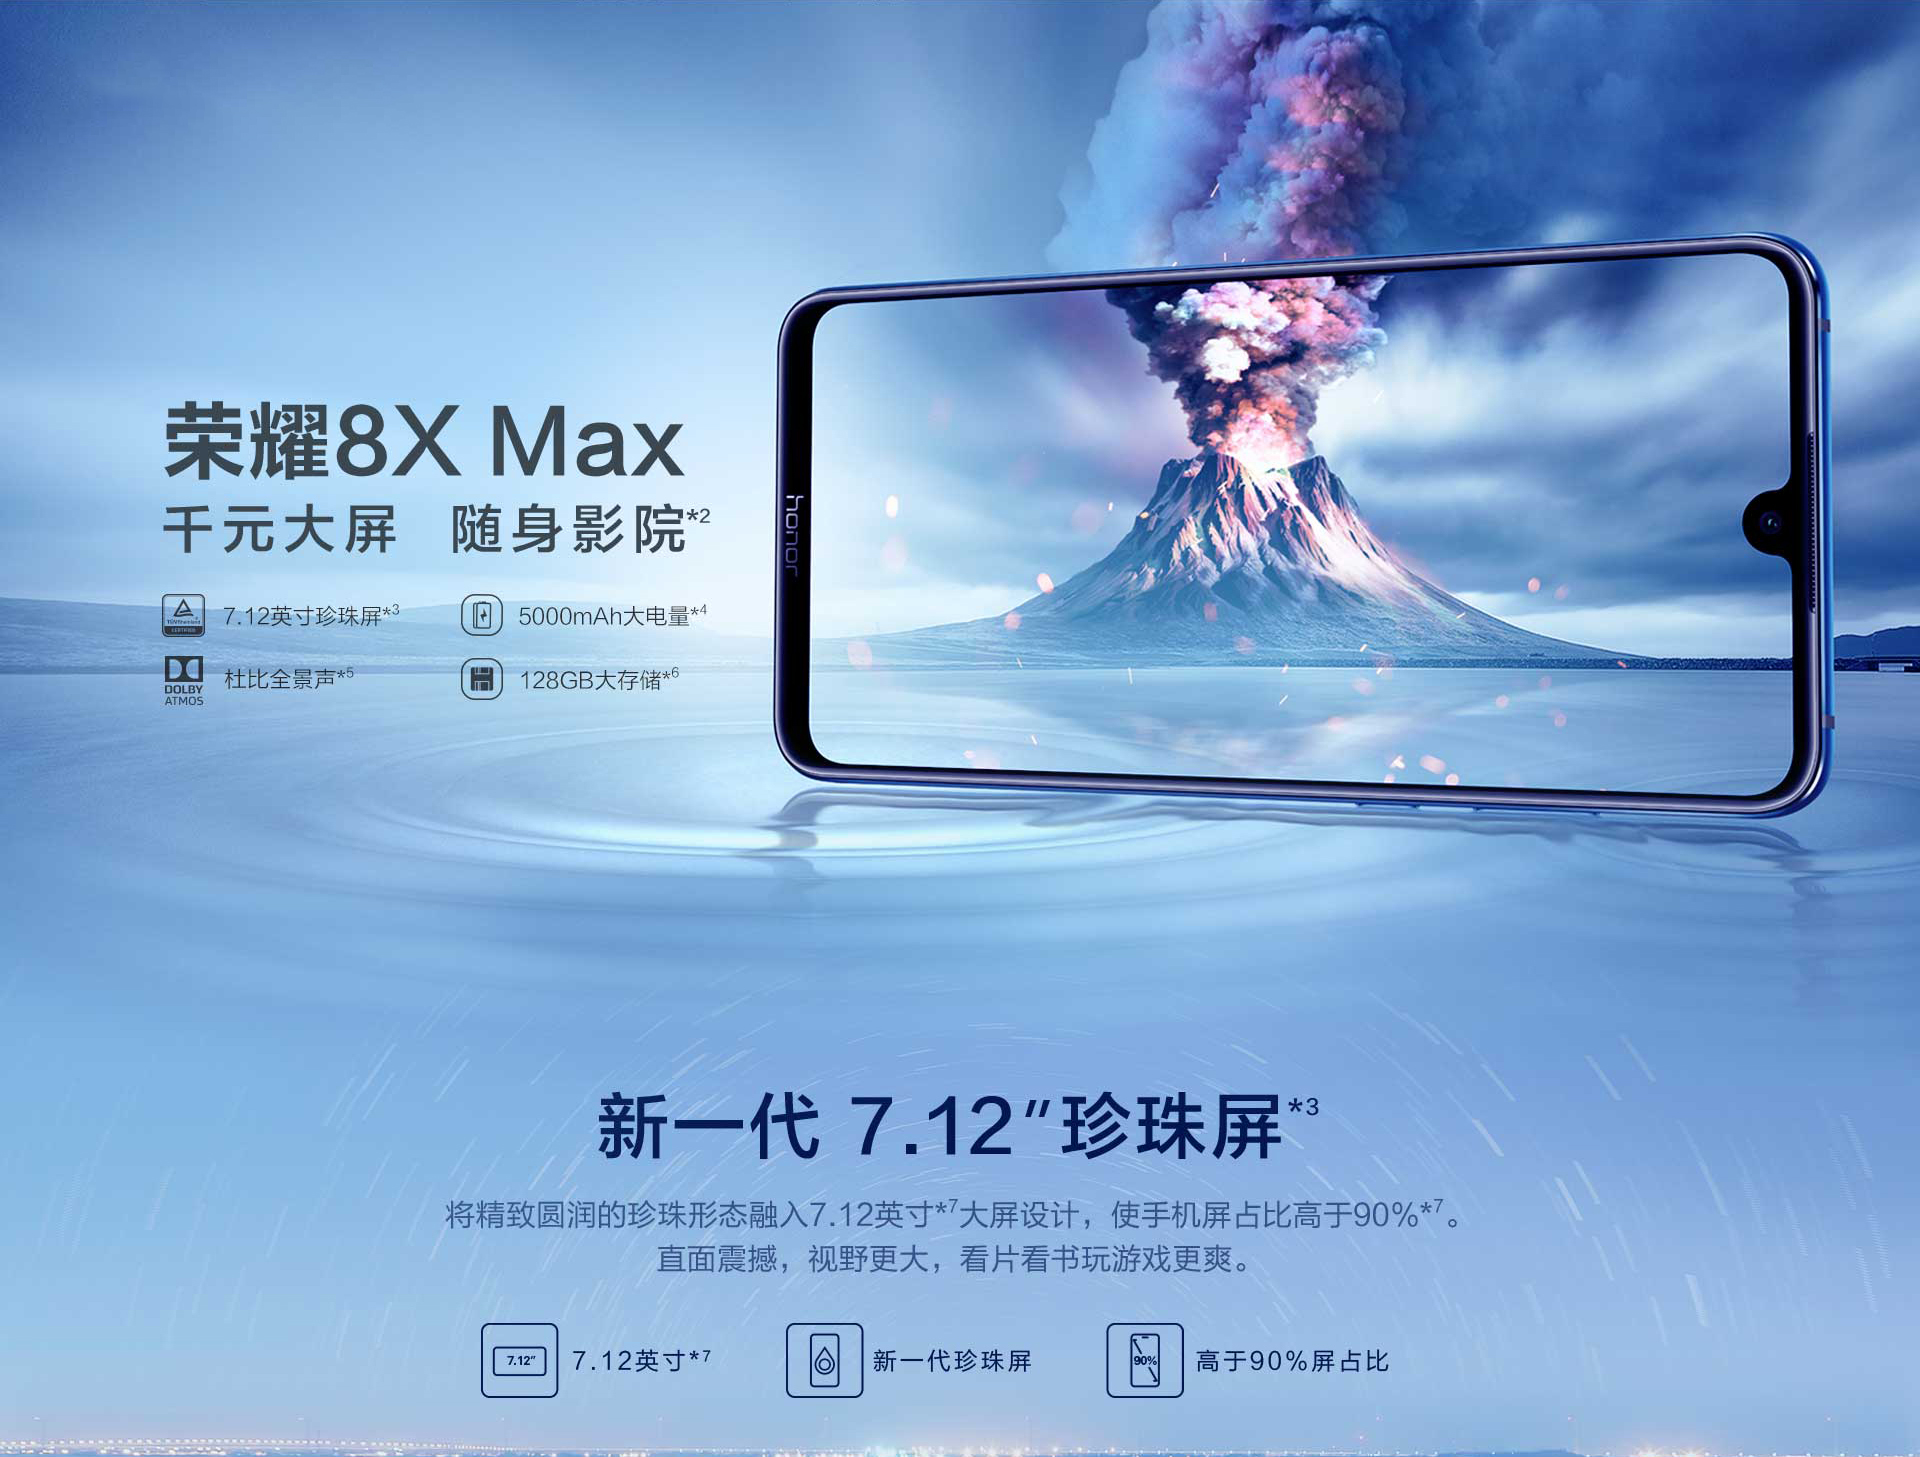 荣耀8X Max
千元大屏 随身影院*2
TÜVRheinland
CERTIFIED
7.12英寸珍珠屏*3
5000mAh大电量*4
DOLBY
ATMOS
杜比全景声*5
128GB大存储*6
honor
新一代 7.12″珍珠屏*3
将精致圆润的珍珠形态融入7.12英寸*7大屏设计，使手机屏占比高于90%*7。
直面震撼，视野更大，看片看书玩游戏更爽。
7.12″
7.12英寸*7
新一代珍珠屏
90%
高于90%屏占比